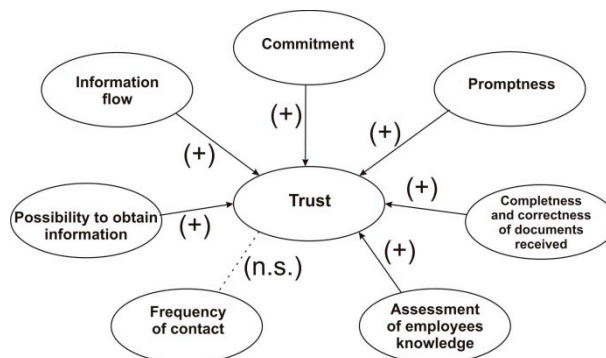 Commitment
Information
flow
Promptness
(+)
(+)
(+)
Trust
Possibility to obtain
information
(+)
(+)
Completness
and correctness
of documents
received
(n.s.)
(+)
Frequency
of contact
Assessment
of employees
knowledge